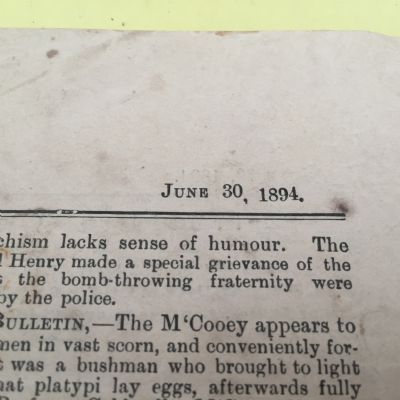 JUNE 30, 1894.
chism lacks sense of humour. The
Henry made a special grievance of the
the bomb-throwing fraternity were
by the police.
BULLETIN,—The M'Cooey appears to
men in vast scorn, and conveniently for-
was a bushman who brought to light
hat platypi lay eggs, afterwards fully